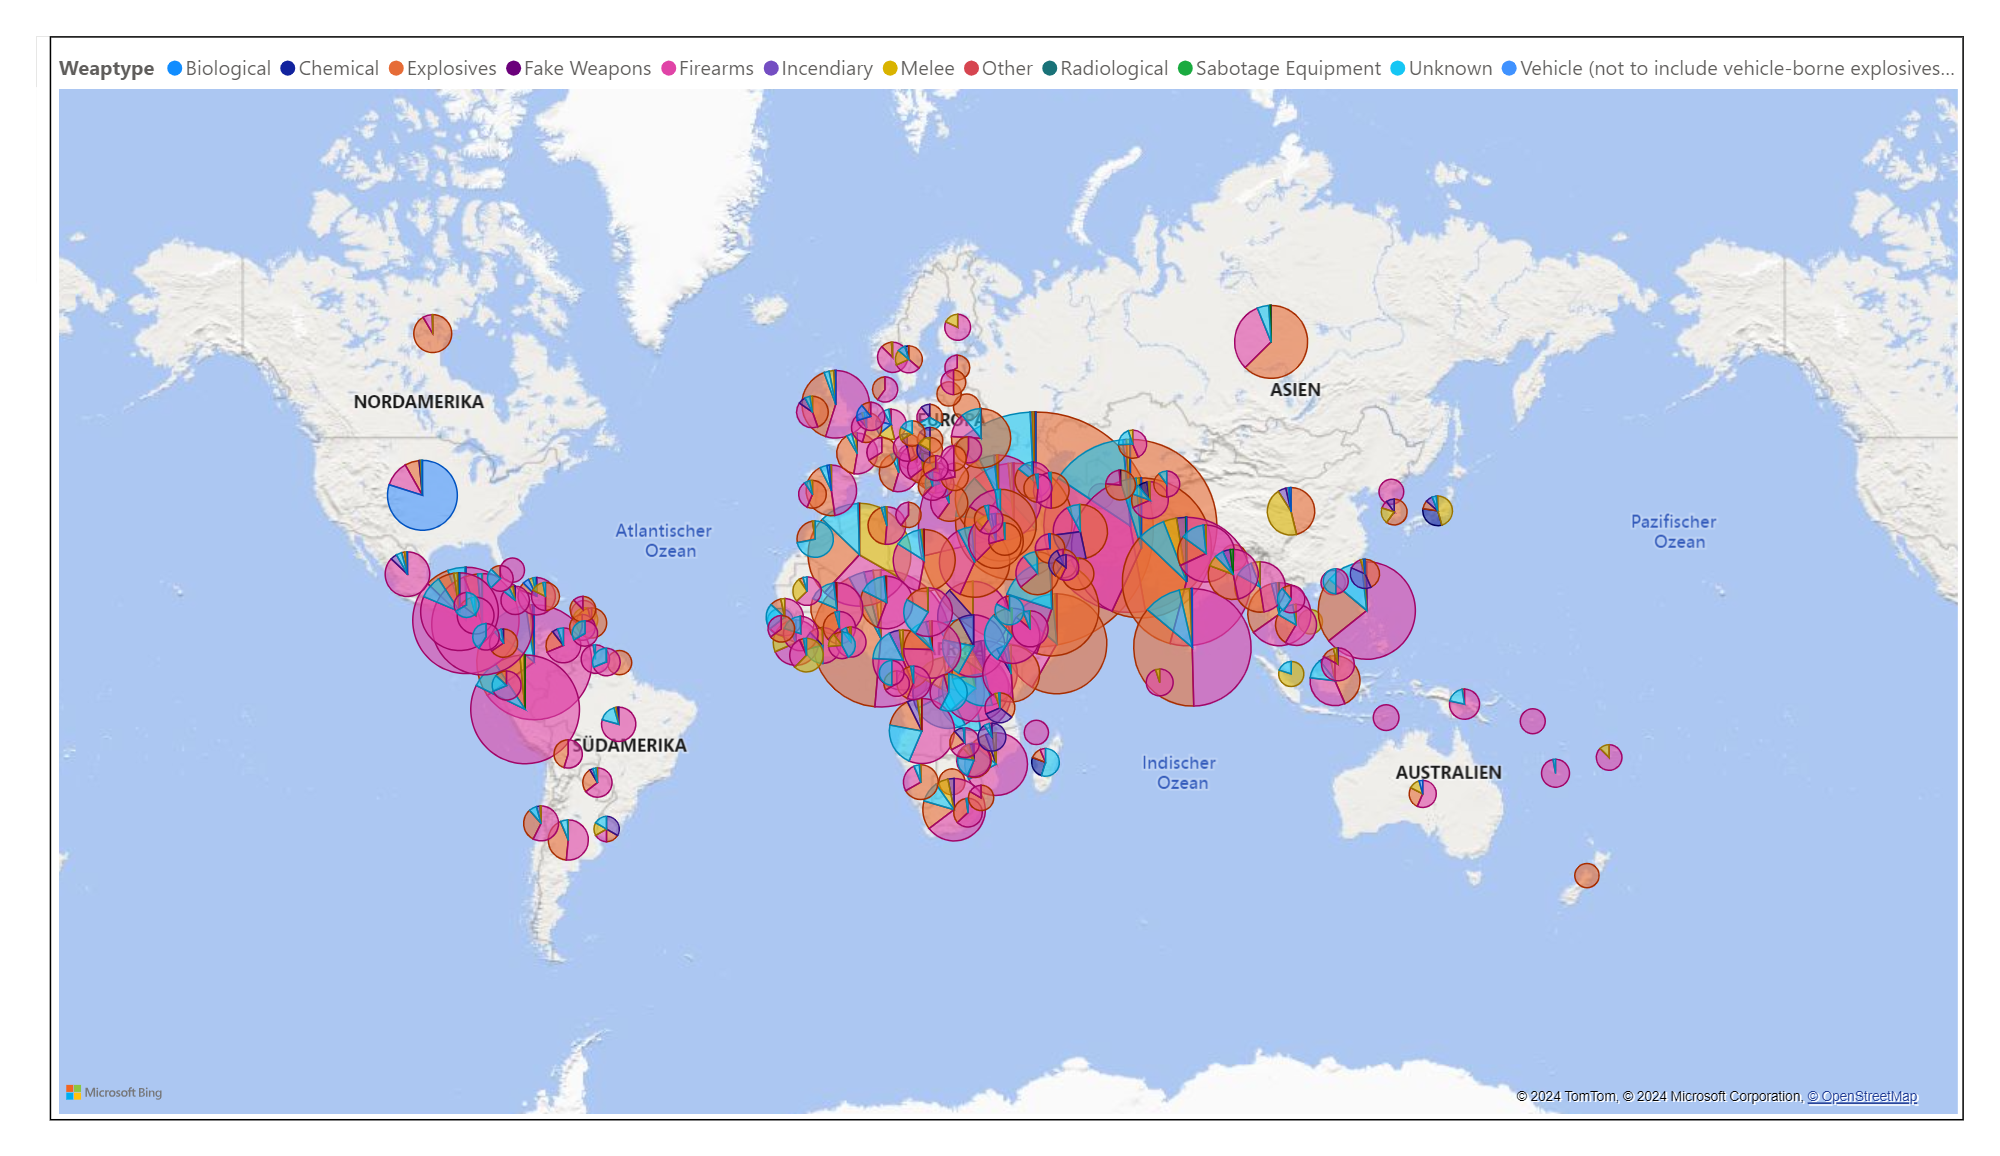 Weaptype Biological Chemical Explosives Fake Weapons Firearms Incendiary Melee Other Radiological Sabotage Equipment Unknown Vehicle (not to include vehicle-borne explosives...
ASIEN
NORDAMERIKA
EUROPA
Atlantischer
Ozean
Pazifischer
Ozean
AFRIKA
SÜDAMERIKA
Indischer
Ozean
AUSTRALIEN
Microsoft Bing
© 2024 TomTom, © 2024 Microsoft Corporation, © OpenStreetMap